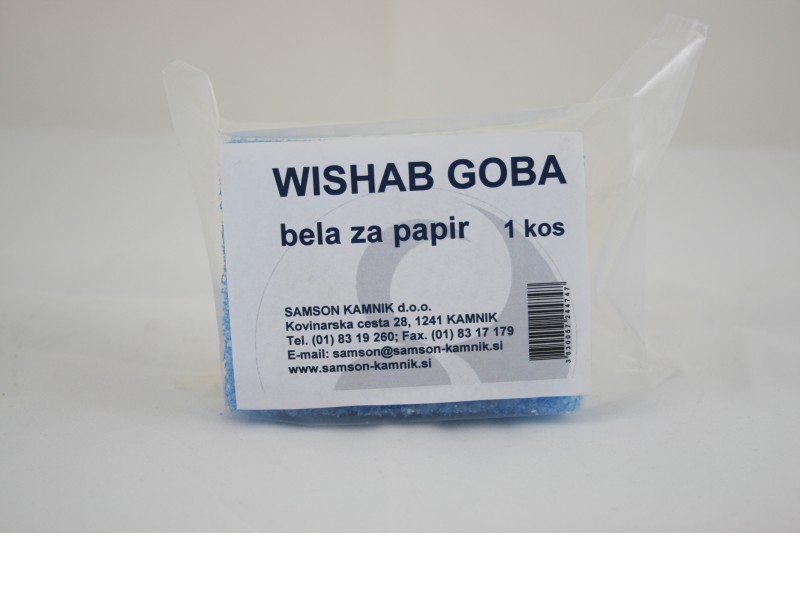 WISHAB GOBA
bela za papir 1 kos
SAMSON KAMNIK d.o.o.
Kovinarska cesta 28, 1241 KAMNIK
Tel. (01) 83 19 260; Fax. (01) 83 17 179
E-mail: samson@samson-kamnik.si
www.samson-kamnik.si
3830057244747